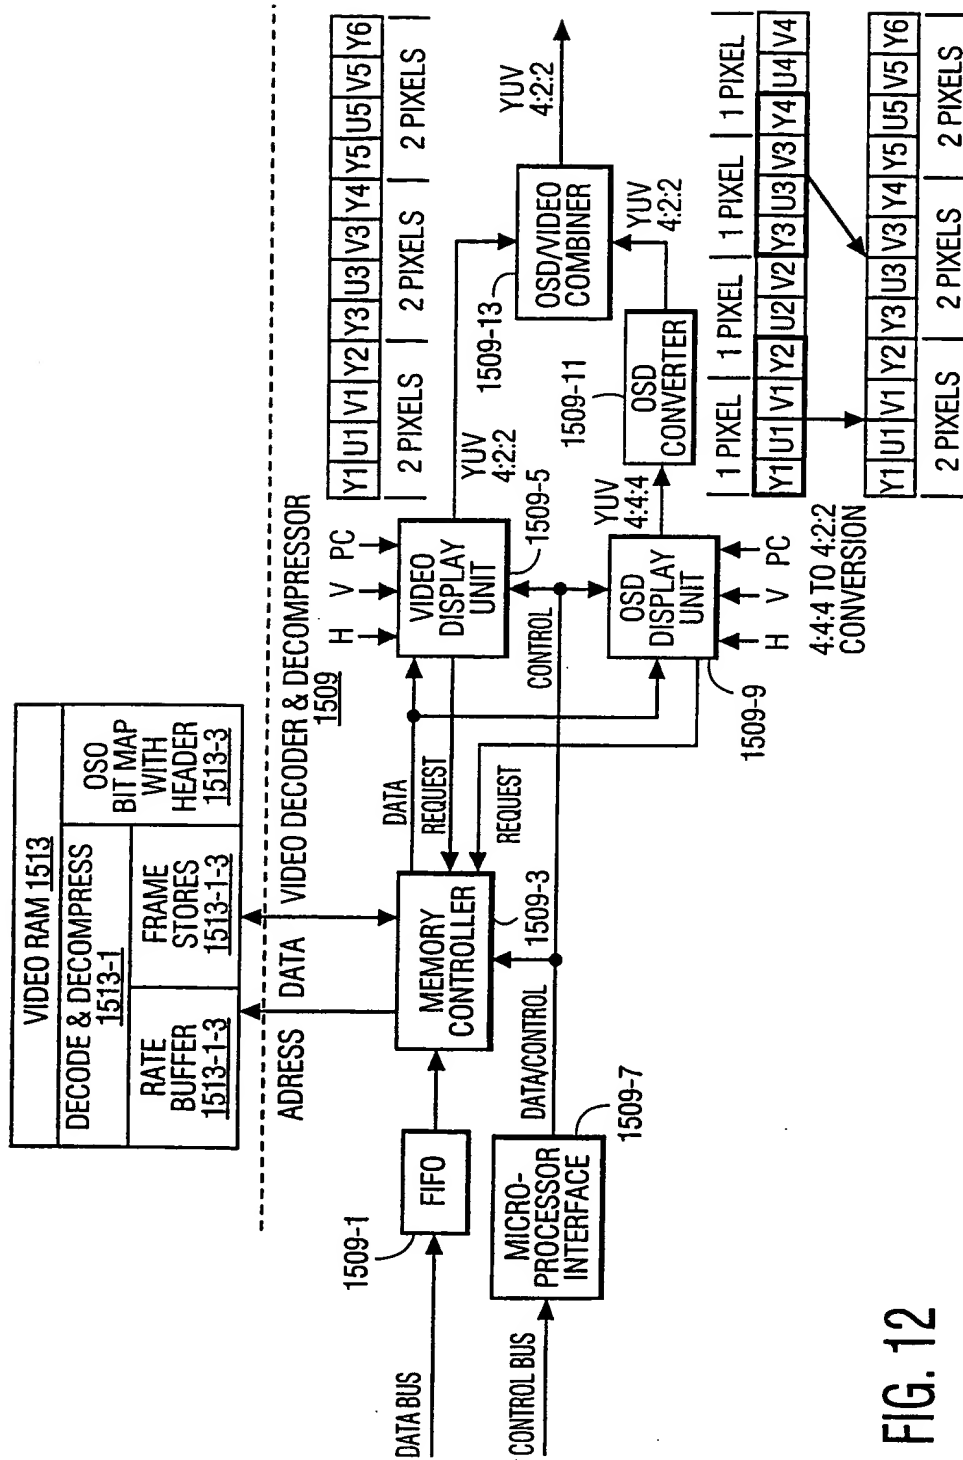 VIDEO RAM 1513
DECODE & DECOMPRESS
1513-1
RATE
BUFFER
1513-1-3
FRAME
STORES
1513-1-3
OSO
BIT MAP
WITH
HEADER
1513-3
ADRESS
DATA
VIDEO DECODER & DECOMPRESSOR
1509
DATA BUS
1509-1
FIFO
MEMORY
CONTROLLER
1509-3
DATA
REQUEST
REQUEST
H
V
PC
VIDEO
DISPLAY
UNIT
1509-5
YUV
4:2:2
Y1 U1 V1 Y2 Y3 U3 V3 Y4 Y5 U5 V5 Y6
2 PIXELS 2 PIXELS 2 PIXELS
CONTROL BUS
MICRO-
PROCESSOR
INTERFACE
1509-7
DATA/CONTROL
CONTROL
OSD
DISPLAY
UNIT
1509-9
H
V
PC
YUV
4:4:4
OSD
CONVERTER
1509-11
YUV
4:2:2
OSD/VIDEO
COMBINER
1509-13
YUV
4:2:2
4:4:4 TO 4:2:2
CONVERSION
1 PIXEL 1 PIXEL 1 PIXEL 1 PIXEL
Y1 U1 V1 Y2 U2 V2 Y3 U3 V3 Y4 U4 V4
Y1 U1 V1 Y2 Y3 U3 V3 Y4 Y5 U5 V5 Y6
2 PIXELS 2 PIXELS 2 PIXELS
FIG. 12